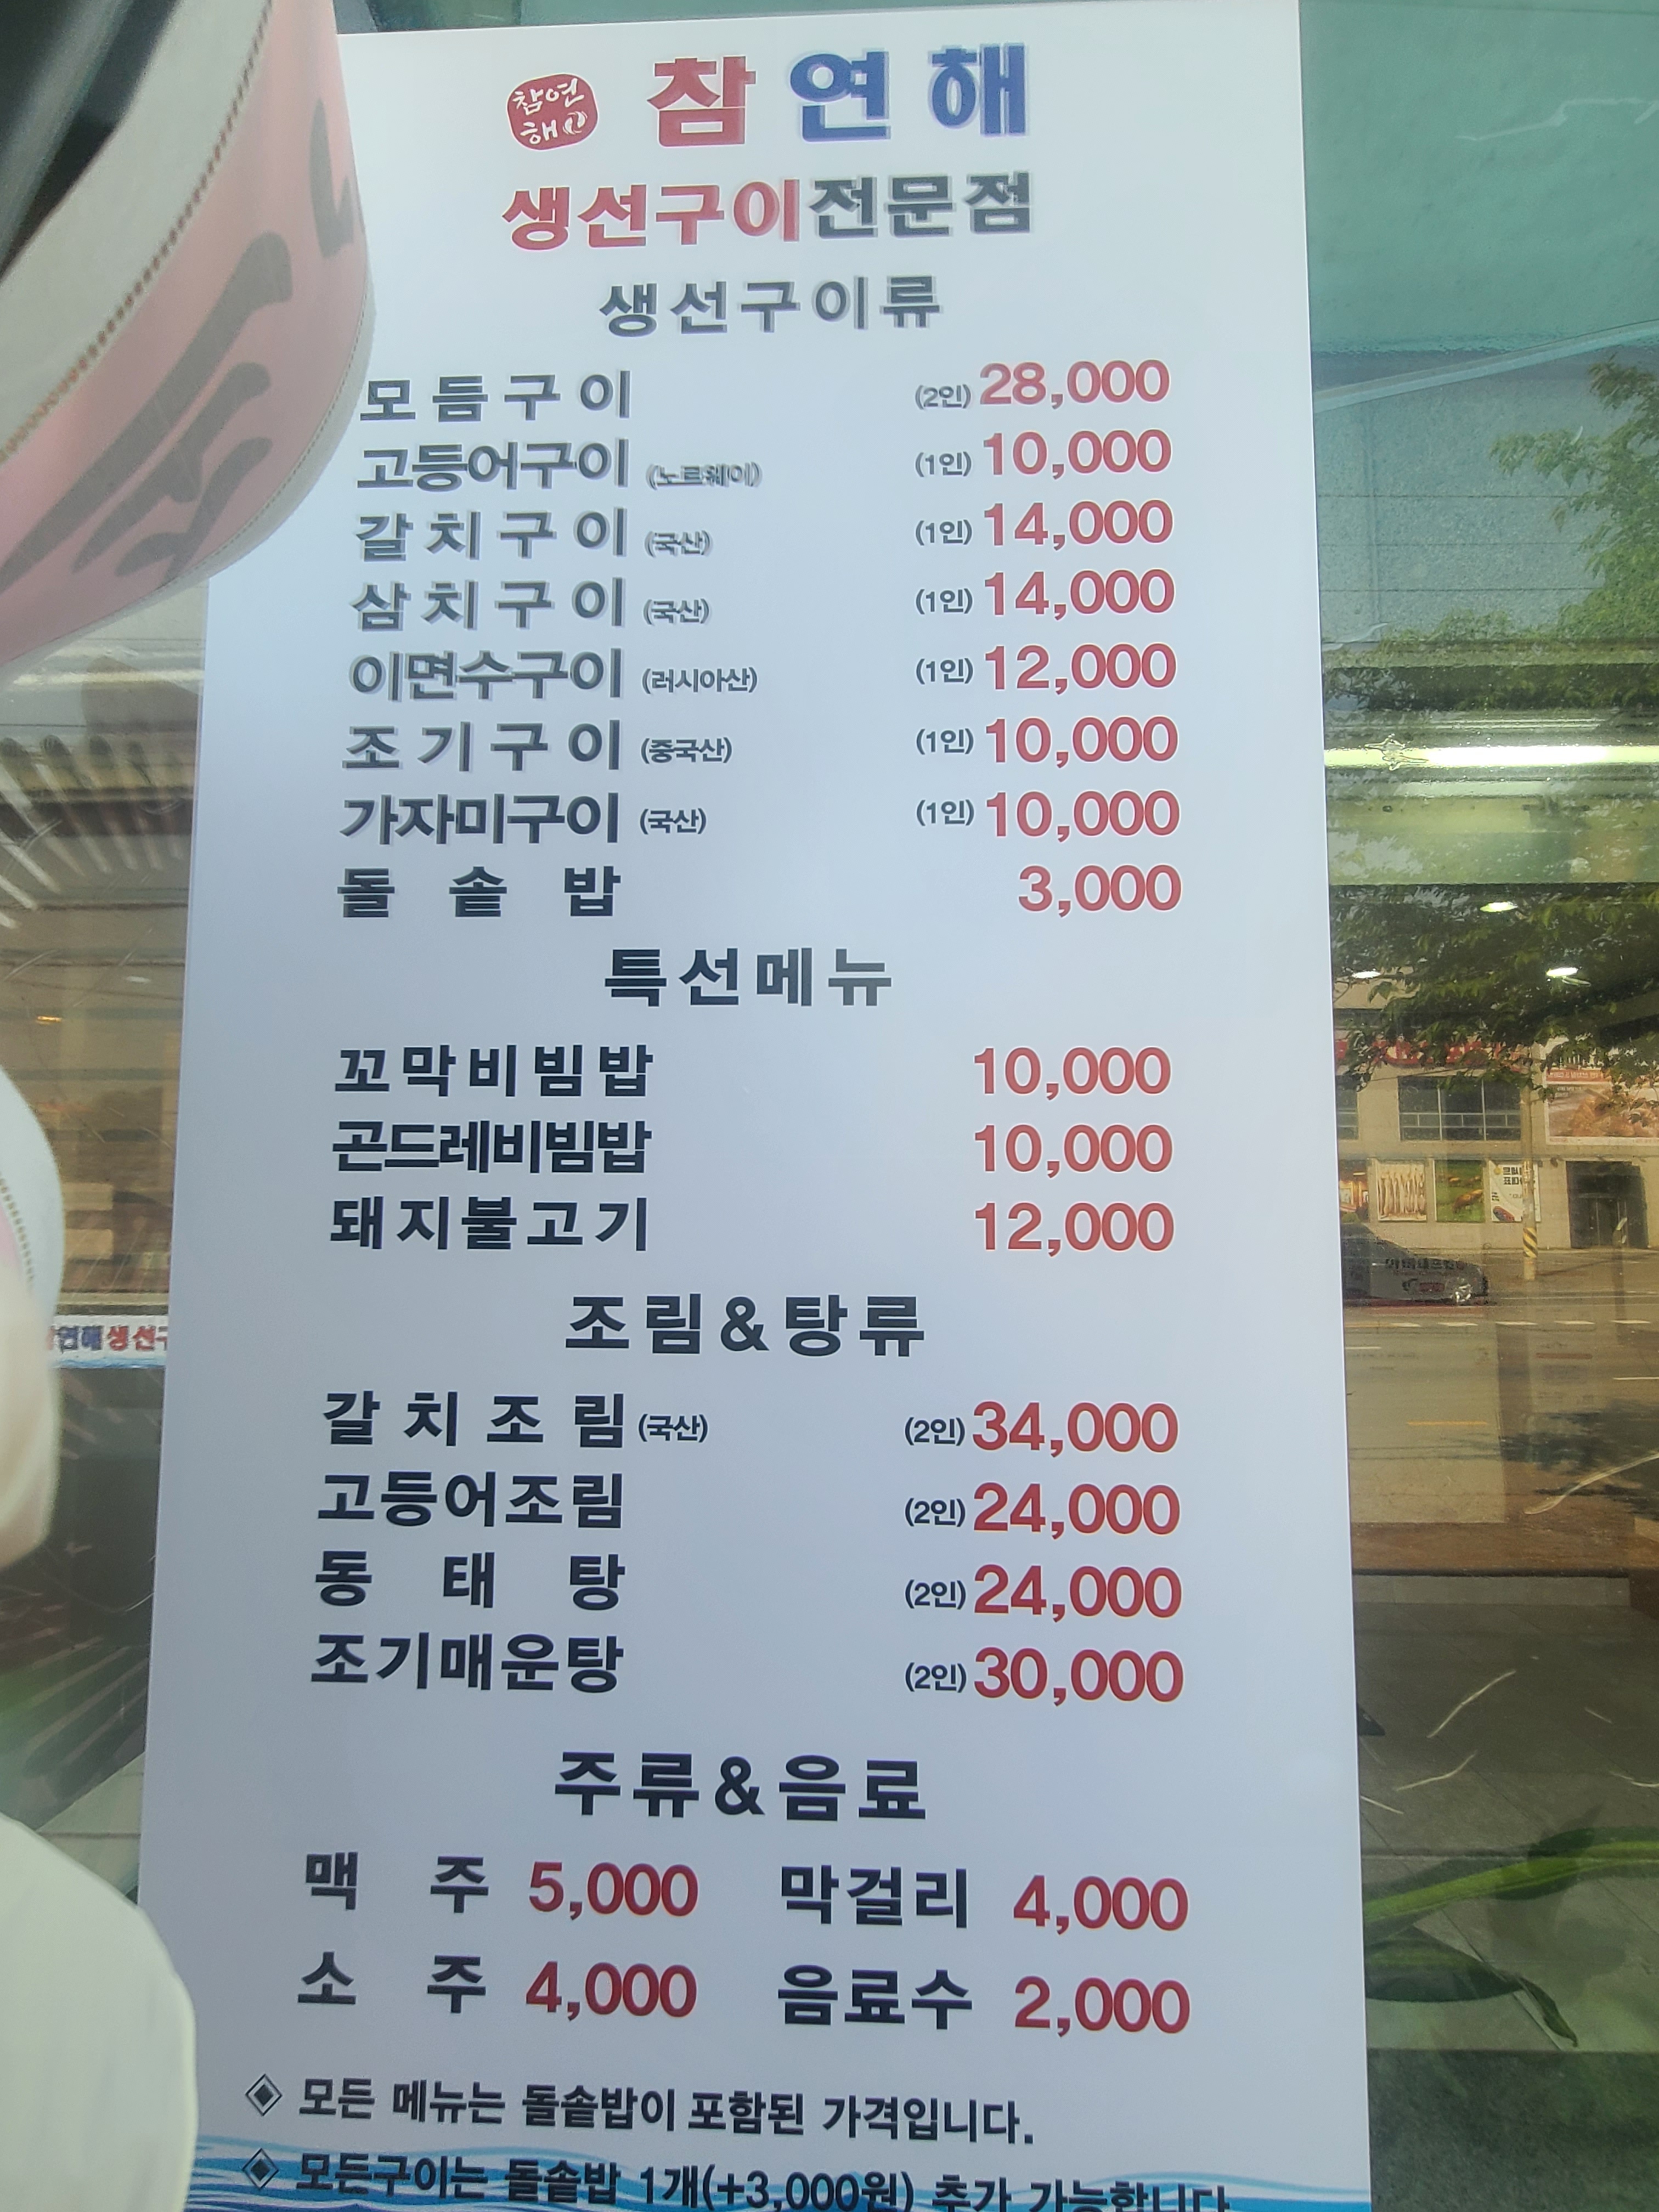 참연해
참 연 해
생선구이전문점
생선구이류
모듬구이 (2인) 28,000
고등어구이 (노르웨이) (1인) 10,000
갈치구이 (국산) (1인) 14,000
삼치구이 (국산) (1인) 14,000
이면수구이 (러시아산) (1인) 12,000
조기구이 (중국산) (1인) 10,000
가자미구이 (국산) (1인) 10,000
돌솥밥 3,000
특선메뉴
꼬막비빔밥 10,000
곤드레비빔밥 10,000
돼지불고기 12,000
조림&탕류
갈치조림 (국산) (2인) 34,000
고등어조림 (2인) 24,000
동태탕 (2인) 24,000
조기매운탕 (2인) 30,000
주류&음료
맥주 5,000 막걸리 4,000
소주 4,000 음료수 2,000
◈ 모든 메뉴는 돌솥밥이 포함된 가격입니다.
◈ 모든구이는 돌솥밥 1개(+3,000원) 추가 가능합니다
연해 생선